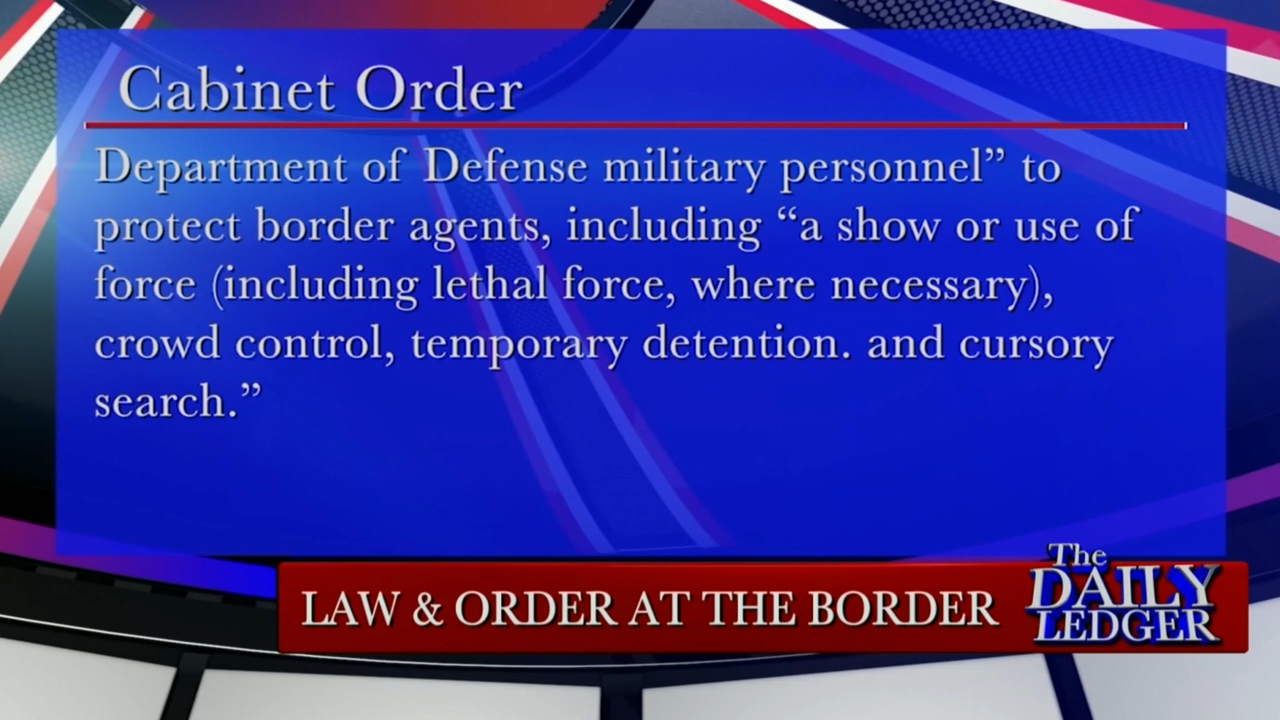 Cabinet Order
Department of Defense military personnel” to
protect border agents, including “a show or use of
force (including lethal force, where necessary),
crowd control, temporary detention. and cursory
search.”
LAW & ORDER AT THE BORDER
The
DAILY
LEDGER